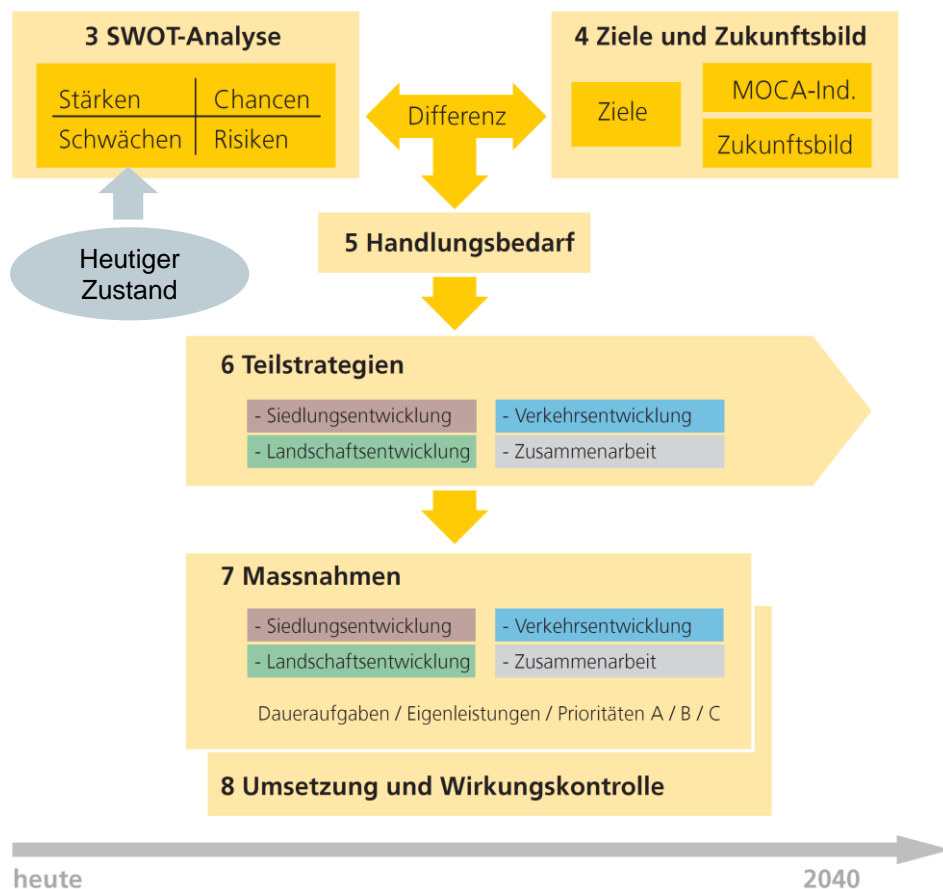 3 SWOT-Analyse
Stärken Chancen
Schwächen Risiken
Heutiger
Zustand
Differenz
4 Ziele und Zukunftsbild
Ziele
MOCA-Ind.
Zukunftsbild
5 Handlungsbedarf
6 Teilstrategien
- Siedlungsentwicklung - Verkehrsentwicklung
- Landschaftsentwicklung - Zusammenarbeit
7 Massnahmen
- Siedlungsentwicklung - Verkehrsentwicklung
- Landschaftsentwicklung - Zusammenarbeit
Daueraufgaben / Eigenleistungen / Prioritäten A / B / C
8 Umsetzung und Wirkungskontrolle
heute 2040